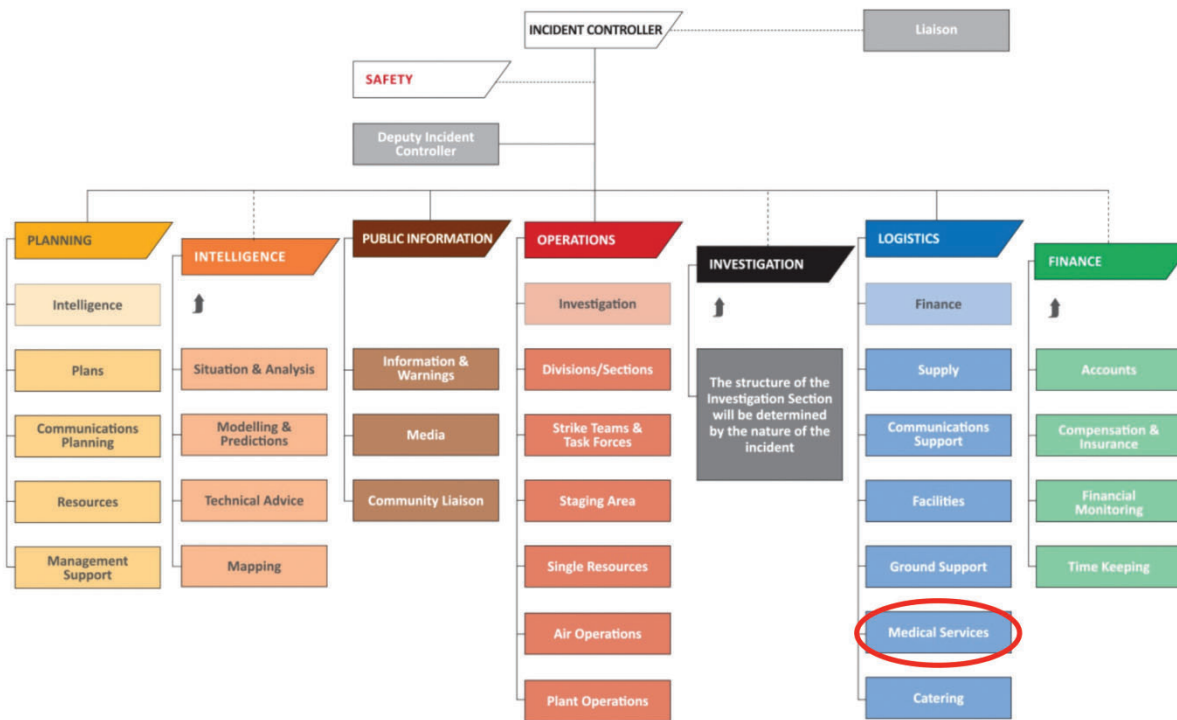 INCIDENT CONTROLLER
Liaison
SAFETY
Deputy Incident
Controller
PLANNING
Intelligence
Plans
Communications
Planning
Resources
Management
Support
INTELLIGENCE
Situation & Analysis
Modelling &
Predictions
Technical Advice
Mapping
PUBLIC INFORMATION
Information &
Warnings
Media
Community Liaison
OPERATIONS
Investigation
Divisions/Sections
Strike Teams &
Task Forces
Staging Area
Single Resources
Air Operations
Plant Operations
INVESTIGATION
The structure of the
Investigation Section
will be determined
by the nature of the
incident
LOGISTICS
Finance
Supply
Communications
Support
Facilities
Ground Support
Medical Services
Catering
FINANCE
Accounts
Compensation &
Insurance
Financial
Monitoring
Time Keeping